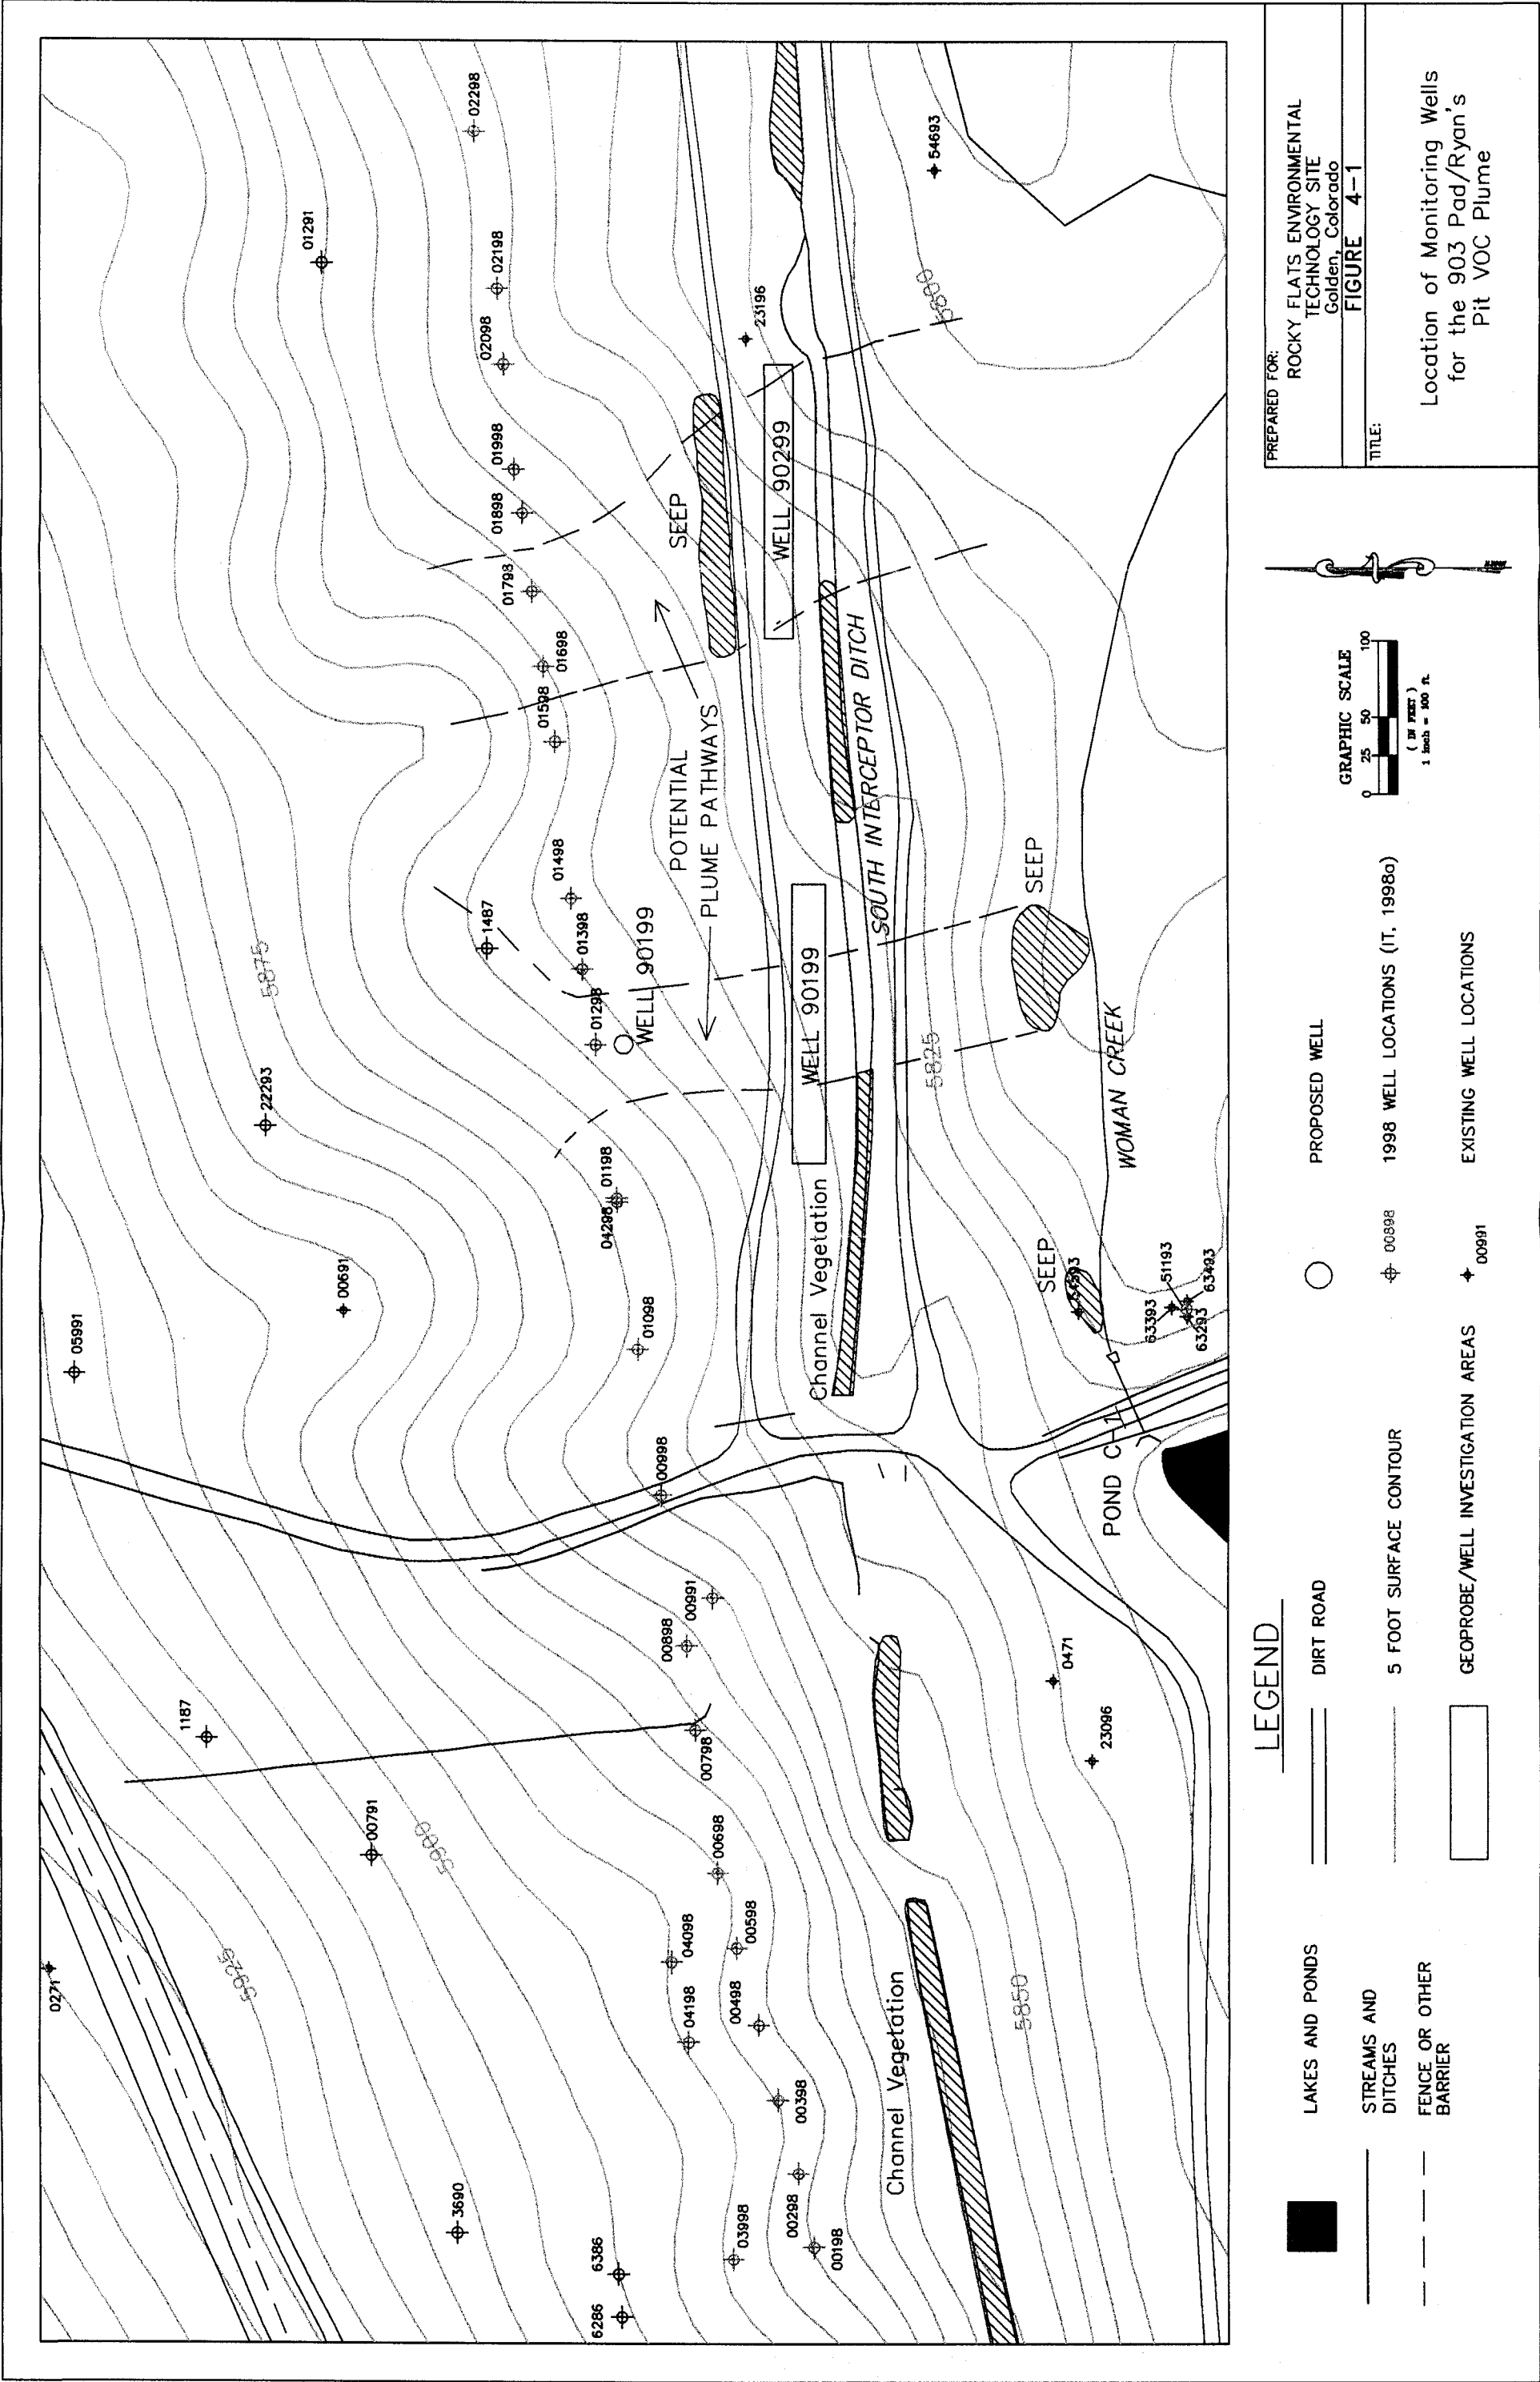 0271
05991
1187
5925
22293
5875
01291
00691
00791
3690
5900
1487
02298
02198
02098
01998
01898
01798
01698
01598
01498
01398
01298
WELL 90199
04298
01198
01098
00998
6286
6386
00898
00991
00798
00698
04098
04198
00598
00498
00398
03998
00298
00198
POTENTIAL
PLUME PATHWAYS
SEEP
23196
WELL 90299
WELL 90199
Channel Vegetation
SOUTH INTERCEPTOR DITCH
54693
5800
5825
Channel Vegetation
5850
0471
23096
SEEP
SEEP
WOMAN CREEK
POND C-1
63393
51193
63293
63493
LEGEND
LAKES AND PONDS
STREAMS AND
DITCHES
FENCE OR OTHER
BARRIER
DIRT ROAD
5 FOOT SURFACE CONTOUR
GEOPROBE/WELL INVESTIGATION AREAS
PROPOSED WELL
00898
1998 WELL LOCATIONS (IT, 1998a)
00991
EXISTING WELL LOCATIONS
GRAPHIC SCALE
0 25 50 100
( IN FEET )
1 inch = 100 ft.
PREPARED FOR:
ROCKY FLATS ENVIRONMENTAL
TECHNOLOGY SITE
Golden, Colorado
FIGURE 4-1
TITLE:
Location of Monitoring Wells
for the 903 Pad/Ryan's
Pit VOC Plume